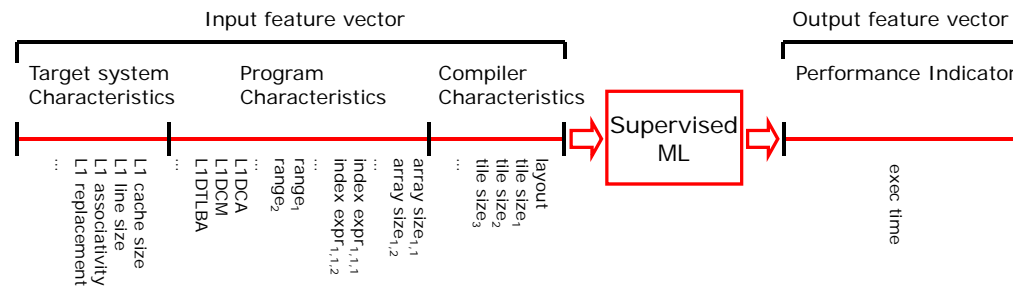 Input feature vector
Output feature vector
Target system
Characteristics
Program
Characteristics
Compiler
Characteristics
Performance Indicator
Supervised
ML
L1 cache size
L1 line size
L1 associativity
L1 replacement
...
array size1,1
array size1,2
...
index expr1,1,1
index expr1,1,2
...
range1
range2
...
L1DCA
L1DCM
L1DTLBA
...
layout
tile size1
tile size2
tile size3
...
exec time